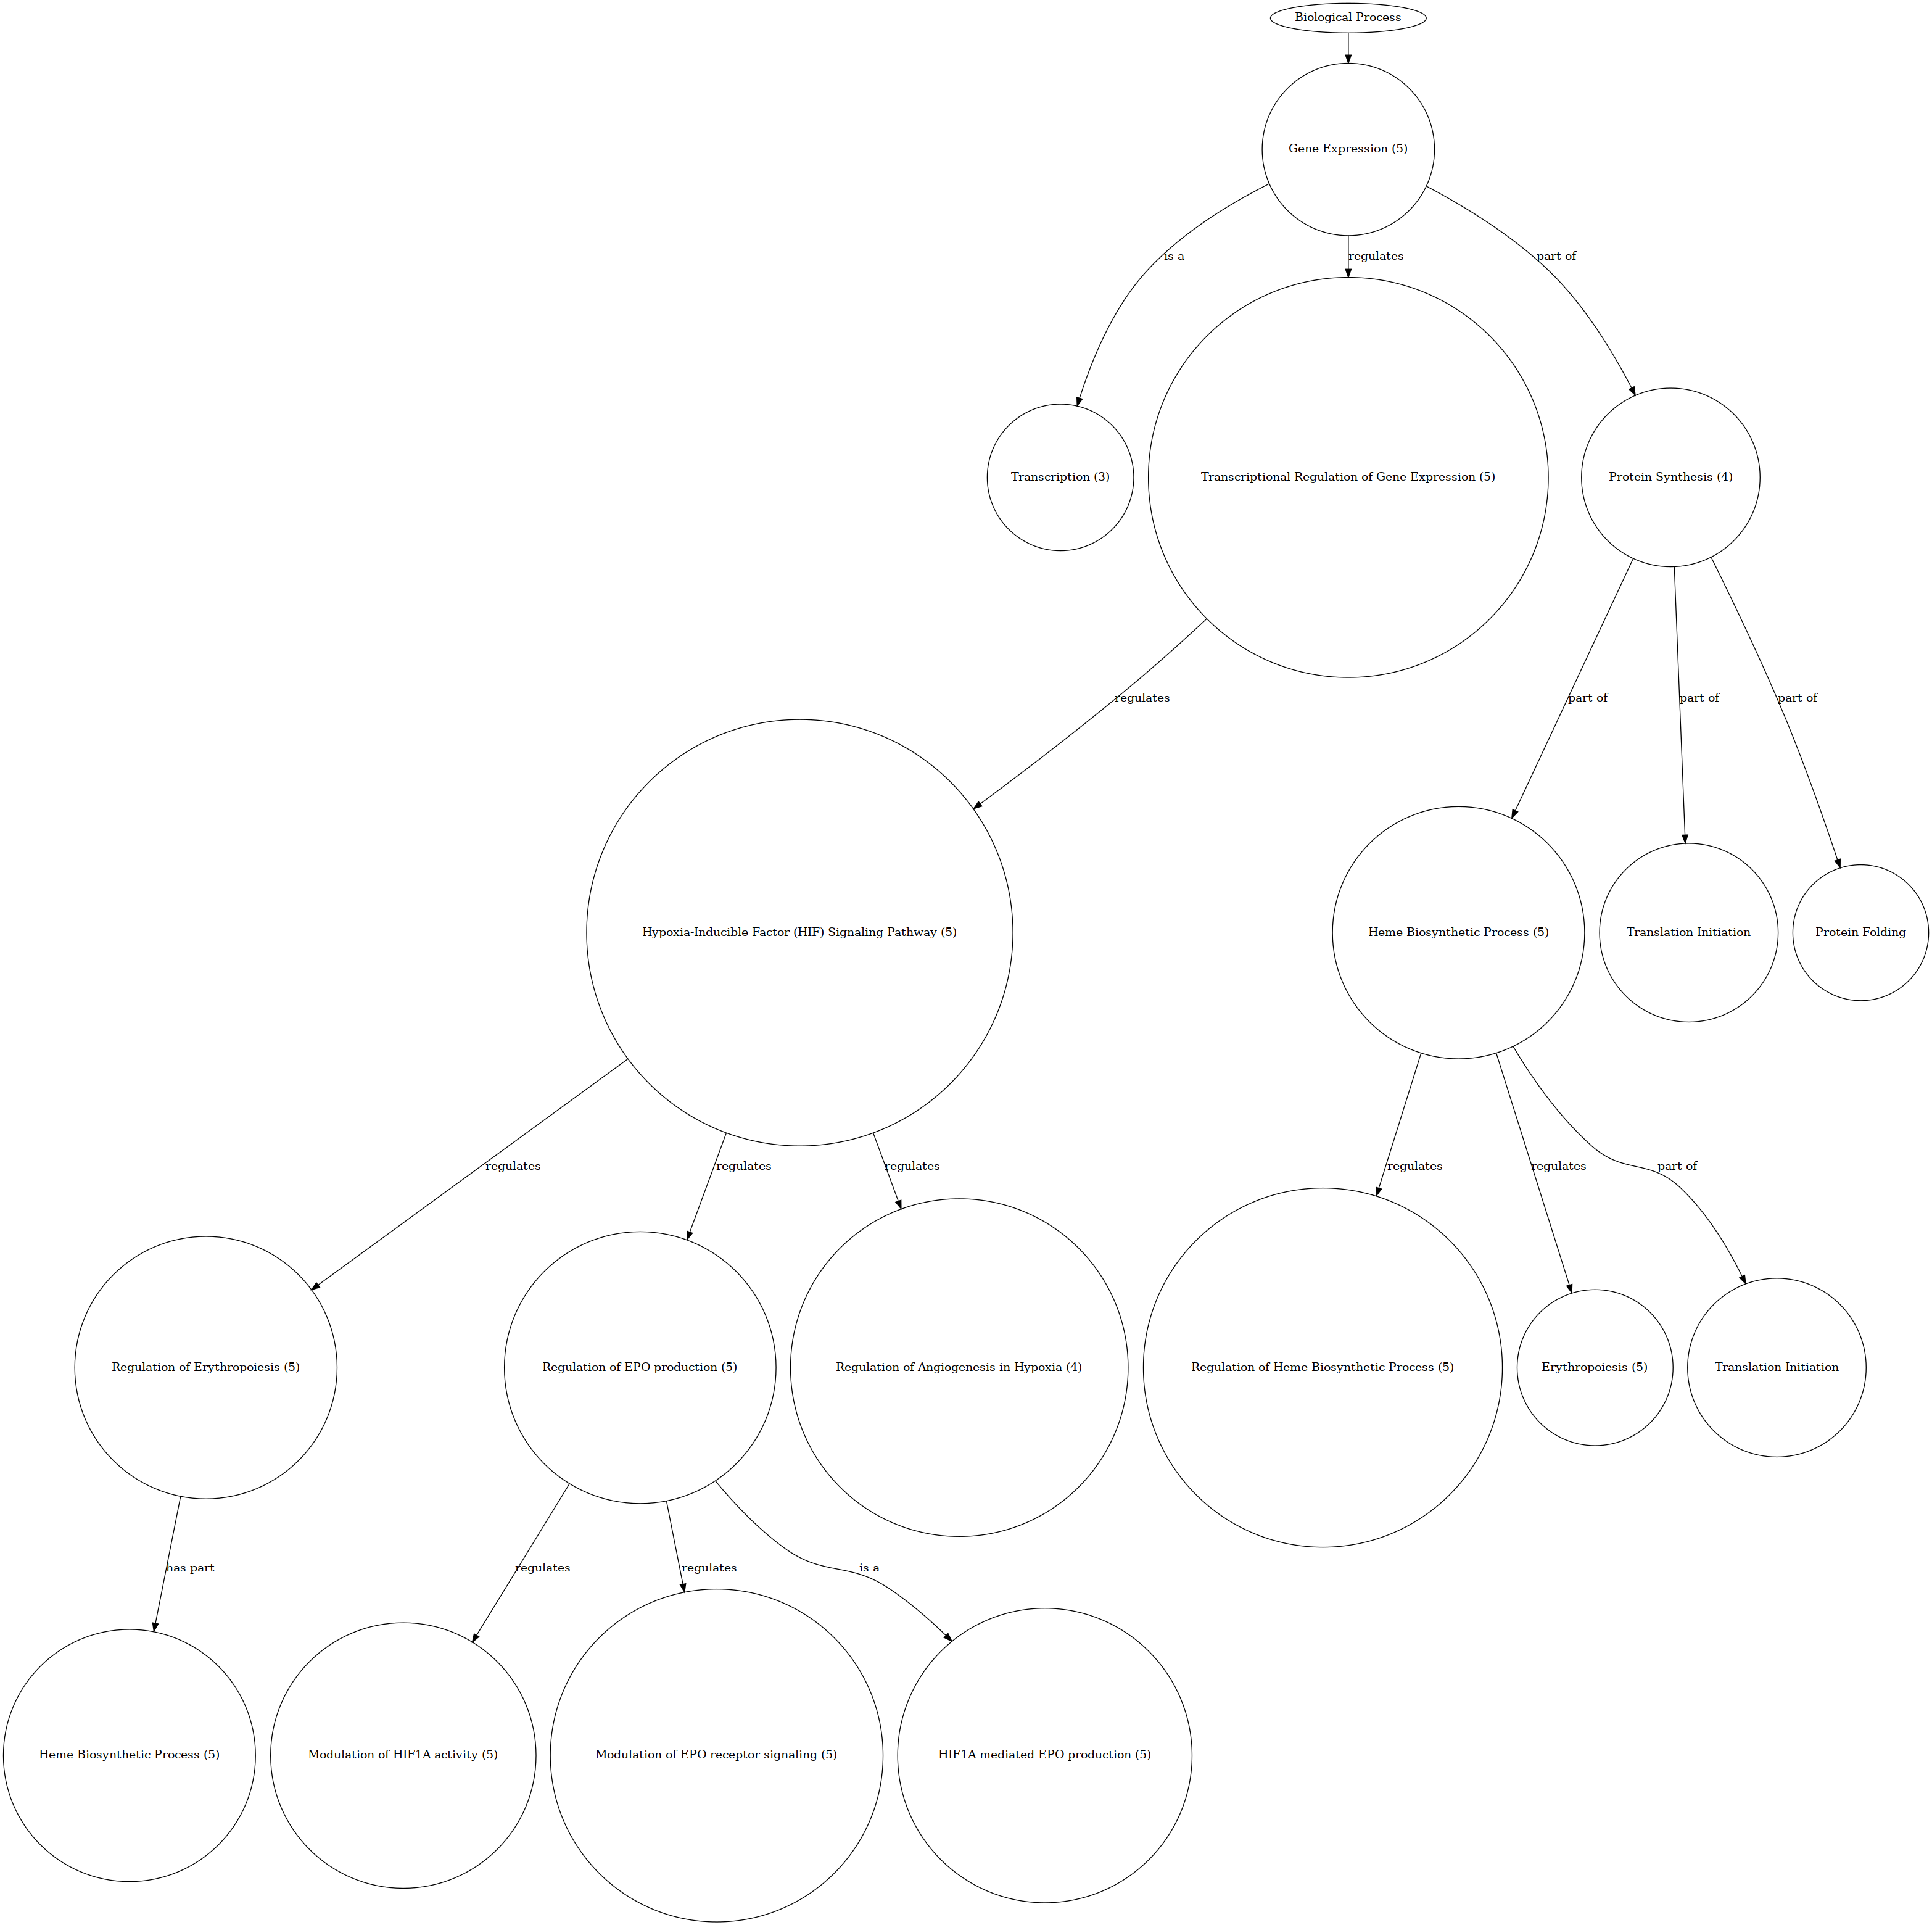 Biological Process
Gene Expression (5)
is a
regulates
part of
Transcription (3)
Transcriptional Regulation of Gene Expression (5)
Protein Synthesis (4)
regulates
part of
part of
part of
Hypoxia-Inducible Factor (HIF) Signaling Pathway (5)
Heme Biosynthetic Process (5)
Translation Initiation
Protein Folding
regulates
regulates
regulates
regulates
regulates
part of
Regulation of Erythropoiesis (5)
Regulation of EPO production (5)
Regulation of Angiogenesis in Hypoxia (4)
Regulation of Heme Biosynthetic Process (5)
Erythropoiesis (5)
Translation Initiation
has part
regulates
regulates
is a
Heme Biosynthetic Process (5)
Modulation of HIF1A activity (5)
Modulation of EPO receptor signaling (5)
HIF1A-mediated EPO production (5)